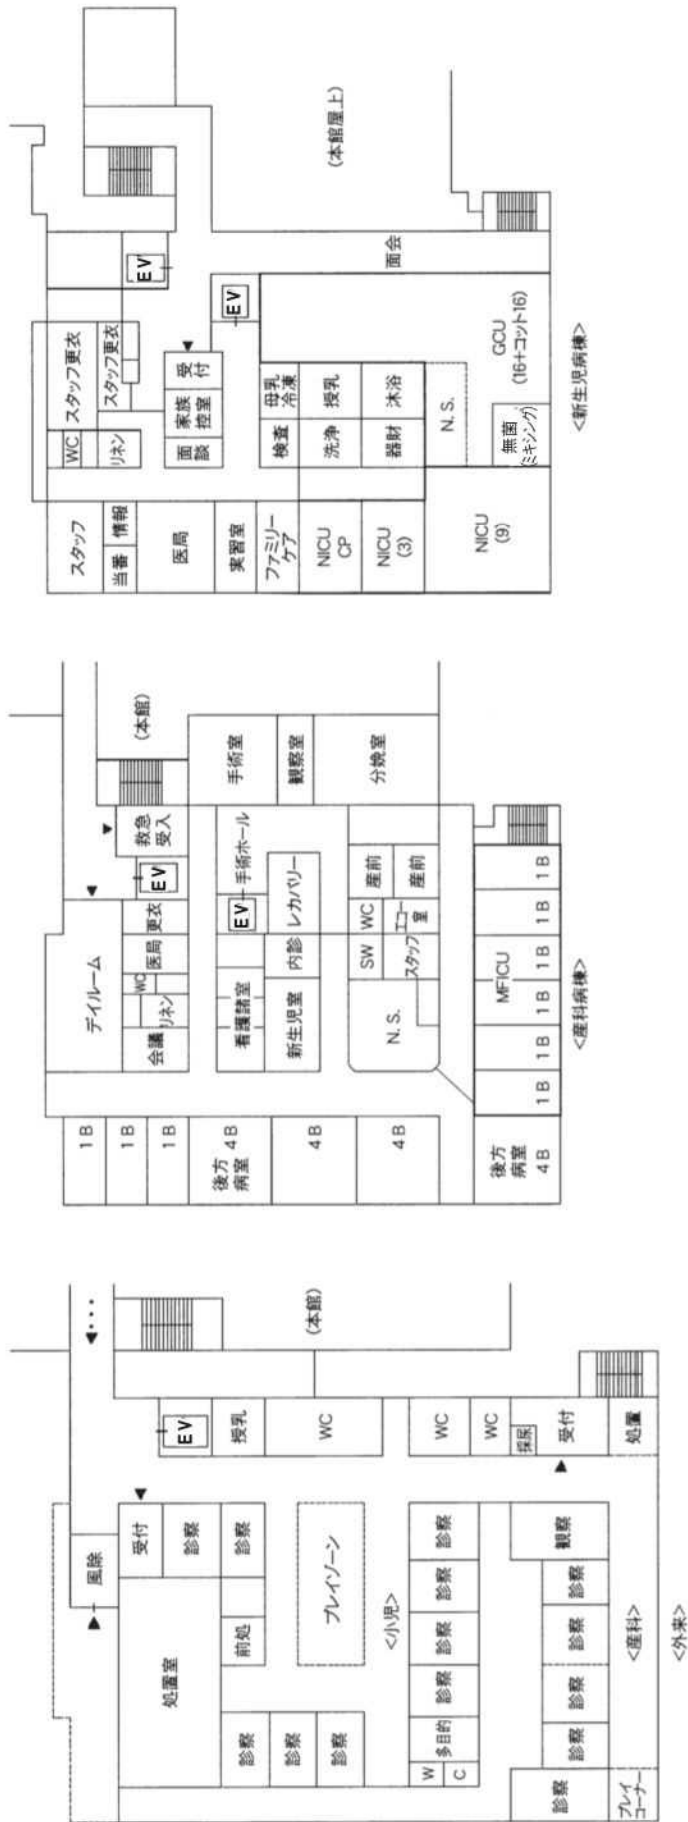 (本館)
風除
受付
EV
授乳
WC
WC
WC
採尿
受付
処置
処置室
診察
診察
前処
プレイゾーン
診察
診察
診察
<小児>
診察
診察
診察
診察
多目的
W
C
観察
診察
診察
診察
診察
診察
プレイ
コーナー
<産科>
<外来>
(本館)
救急
受入
EV
デイルーム
更衣
医局
WC
リネン
会議
手術室
観察室
分娩室
手術ホール
EV
レカバリー
看護諸室
内診
新生児室
産前
産前
WC
エコー
室
SW
スタッフ
N.S.
1B
1B
1B
後方
病室
4B
4B
4B
後方
病室
4B
MFICU
1B
1B
1B
1B
1B
1B
<産科病棟>
(本館屋上)
面会
EV
EV
スタッフ更衣
スタッフ更衣
WC
リネン
受付
家族
控室
面談
母乳
冷凍
検査
授乳
洗浄
沐浴
器財
N.S.
GCU
(16+コット16)
無菌
(ミキシング)
スタッフ
情報
当番
医局
実習室
ファミリー
ケア
NICU
CP
NICU
(3)
NICU
(9)
<新生児病棟>